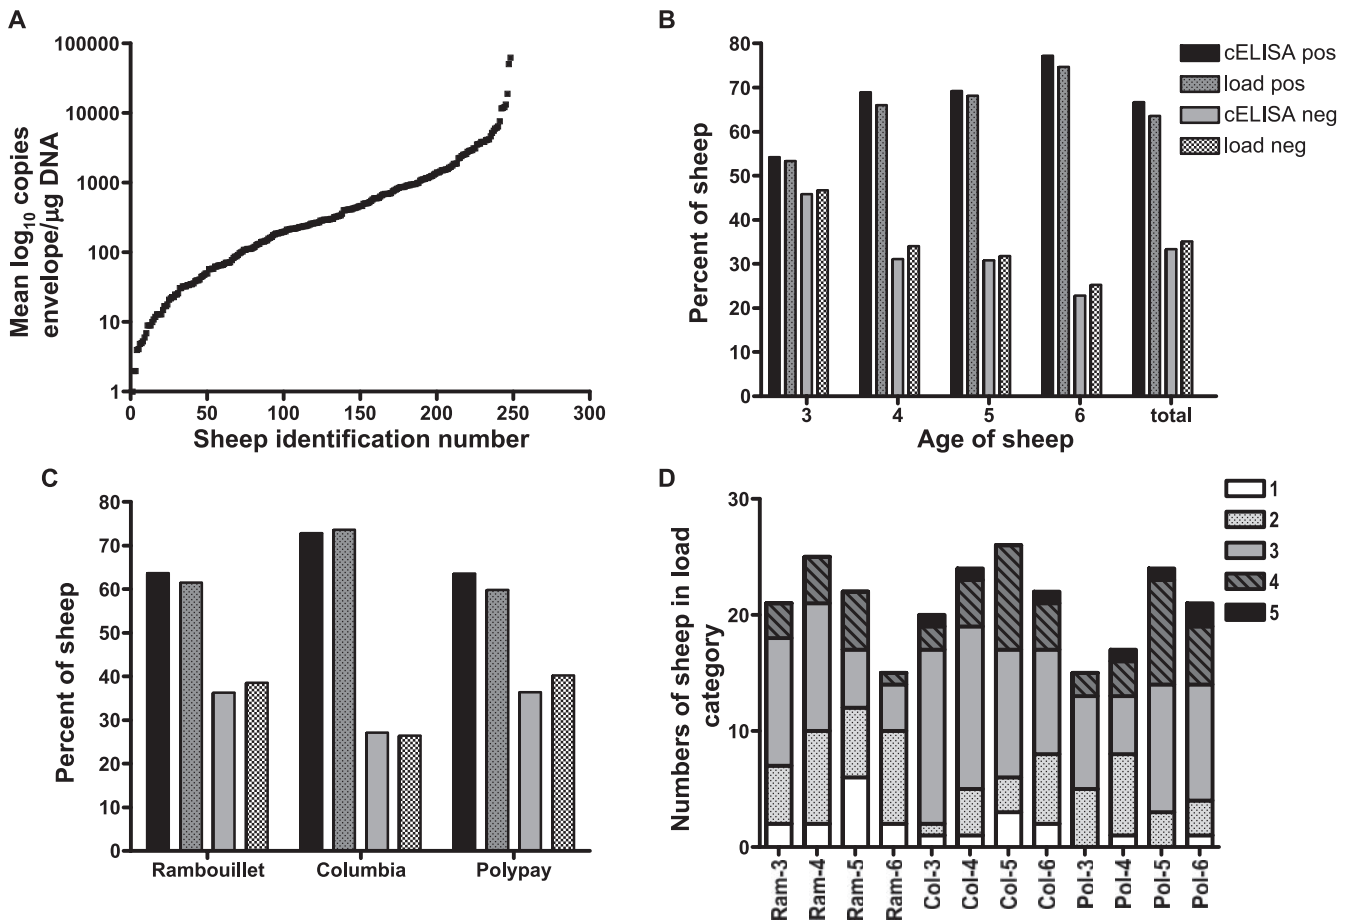 A
100000
10000
1000
100
10
1
Mean log10 copies
envelope/µg DNA
0 50 100 150 200 250 300
Sheep identification number
B
80
70
60
50
40
30
20
10
0
Percent of sheep
3 4 5 6 total
Age of sheep
cELISA pos
load pos
cELISA neg
load neg
C
80
70
60
50
40
30
20
10
0
Percent of sheep
Rambouillet Columbia Polypay
D
30
20
10
0
Numbers of sheep in load
category
Ram-3 Ram-4 Ram-5 Ram-6 Col-3 Col-4 Col-5 Col-6 Pol-3 Pol-4 Pol-5 Pol-6
1
2
3
4
5